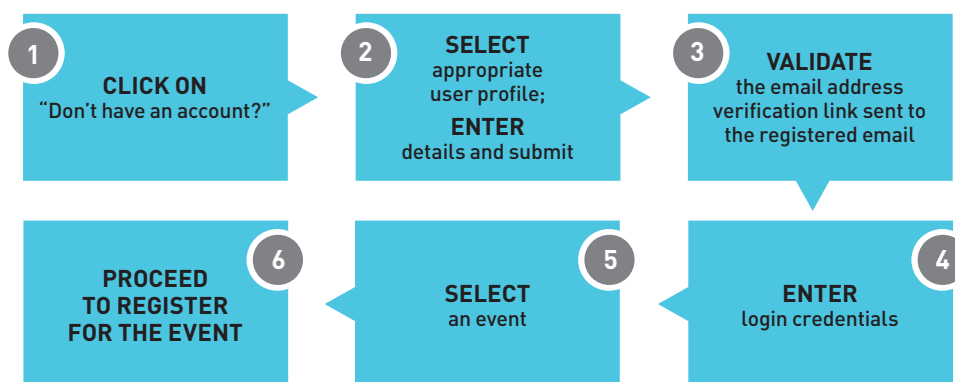 1
CLICK ON
“Don’t have an account?”
2
SELECT
appropriate
user profile;
ENTER
details and submit
3
VALIDATE
the email address
verification link sent to
the registered email
4
ENTER
login credentials
5
SELECT
an event
6
PROCEED
TO REGISTER
FOR THE EVENT